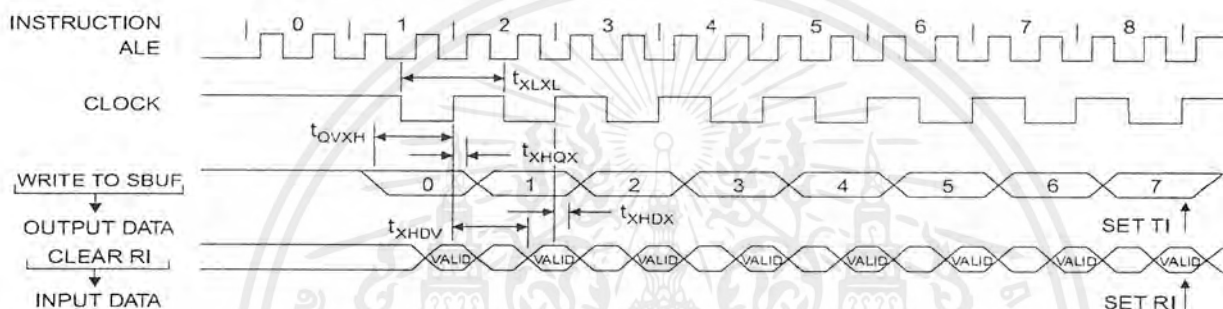 INSTRUCTION 0 1 2 3 4 5 6 7 8
ALE
tXLXL
CLOCK
tQVXH
tXHQX
WRITE TO SBUF 0 1 2 3 4 5 6 7
tXHDX
OUTPUT DATA
SET TI
tXHDV
CLEAR RI VALID VALID VALID VALID VALID VALID VALID VALID
INPUT DATA
SET RI